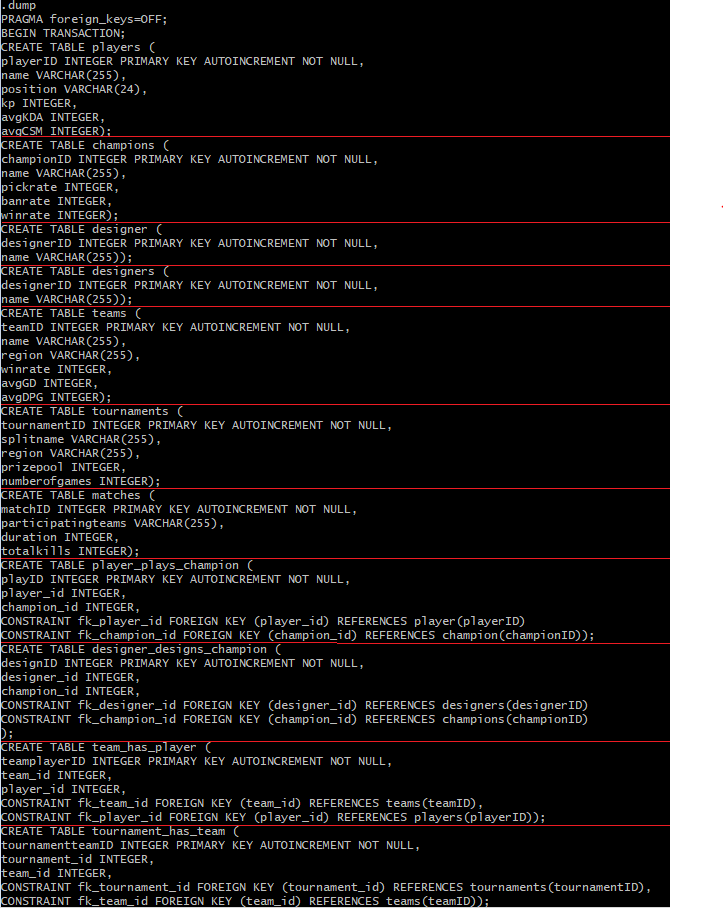 .dump
PRAGMA foreign_keys=OFF;
BEGIN TRANSACTION;
CREATE TABLE players (
playerID INTEGER PRIMARY KEY AUTOINCREMENT NOT NULL,
name VARCHAR(255),
position VARCHAR(24),
kp INTEGER,
avgKDA INTEGER,
avgCSM INTEGER);
CREATE TABLE champions (
championID INTEGER PRIMARY KEY AUTOINCREMENT NOT NULL,
name VARCHAR(255),
pickrate INTEGER,
banrate INTEGER,
winrate INTEGER);
CREATE TABLE designer (
designerID INTEGER PRIMARY KEY AUTOINCREMENT NOT NULL,
name VARCHAR(255));
CREATE TABLE designers (
designerID INTEGER PRIMARY KEY AUTOINCREMENT NOT NULL,
name VARCHAR(255));
CREATE TABLE teams (
teamID INTEGER PRIMARY KEY AUTOINCREMENT NOT NULL,
name VARCHAR(255),
region VARCHAR(255),
winrate INTEGER,
avgGD INTEGER,
avgDPG INTEGER);
CREATE TABLE tournaments (
tournamentID INTEGER PRIMARY KEY AUTOINCREMENT NOT NULL,
splitname VARCHAR(255),
region VARCHAR(255),
prizepool INTEGER,
numberofgames INTEGER);
CREATE TABLE matches (
matchID INTEGER PRIMARY KEY AUTOINCREMENT NOT NULL,
participatingteams VARCHAR(255),
duration INTEGER,
totalkills INTEGER);
CREATE TABLE player_plays_champion (
playID INTEGER PRIMARY KEY AUTOINCREMENT NOT NULL,
player_id INTEGER,
champion_id INTEGER,
CONSTRAINT fk_player_id FOREIGN KEY (player_id) REFERENCES player(playerID)
CONSTRAINT fk_champion_id FOREIGN KEY (champion_id) REFERENCES champion(championID));
CREATE TABLE designer_designs_champion (
designID INTEGER PRIMARY KEY AUTOINCREMENT NOT NULL,
designer_id INTEGER,
champion_id INTEGER,
CONSTRAINT fk_designer_id FOREIGN KEY (designer_id) REFERENCES designers(designerID)
CONSTRAINT fk_champion_id FOREIGN KEY (champion_id) REFERENCES champions(championID)
);
CREATE TABLE team_has_player (
teamplayerID INTEGER PRIMARY KEY AUTOINCREMENT NOT NULL,
team_id INTEGER,
player_id INTEGER,
CONSTRAINT fk_team_id FOREIGN KEY (team_id) REFERENCES teams(teamID),
CONSTRAINT fk_player_id FOREIGN KEY (player_id) REFERENCES players(playerID));
CREATE TABLE tournament_has_team (
tournamentteamID INTEGER PRIMARY KEY AUTOINCREMENT NOT NULL,
tournament_id INTEGER,
team_id INTEGER,
CONSTRAINT fk_tournament_id FOREIGN KEY (tournament_id) REFERENCES tournaments(tournamentID),
CONSTRAINT fk_team_id FOREIGN KEY (team_id) REFERENCES teams(teamID));